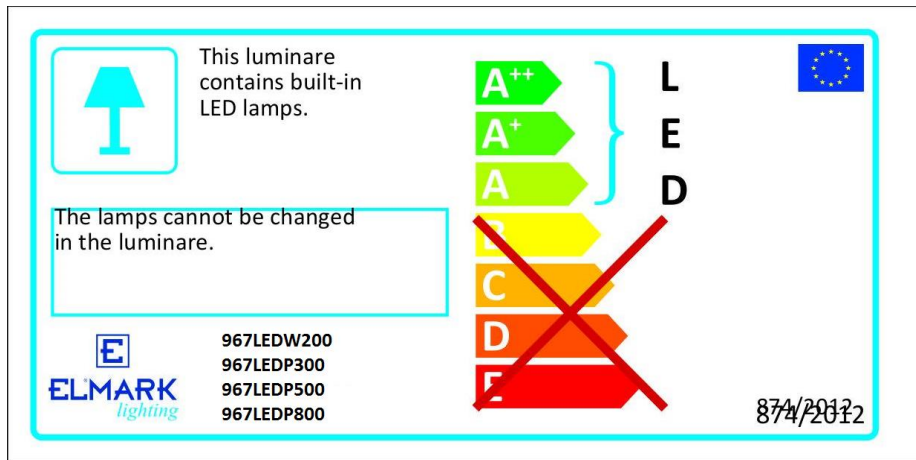 This luminare
contains built-in
LED lamps.
The lamps cannot be changed
in the luminare.
E
ELMARK
lighting
967LEDW200
967LEDP300
967LEDP500
967LEDP800
A++
A+
A
B
C
D
E
L
E
D
874/2012
874/2012